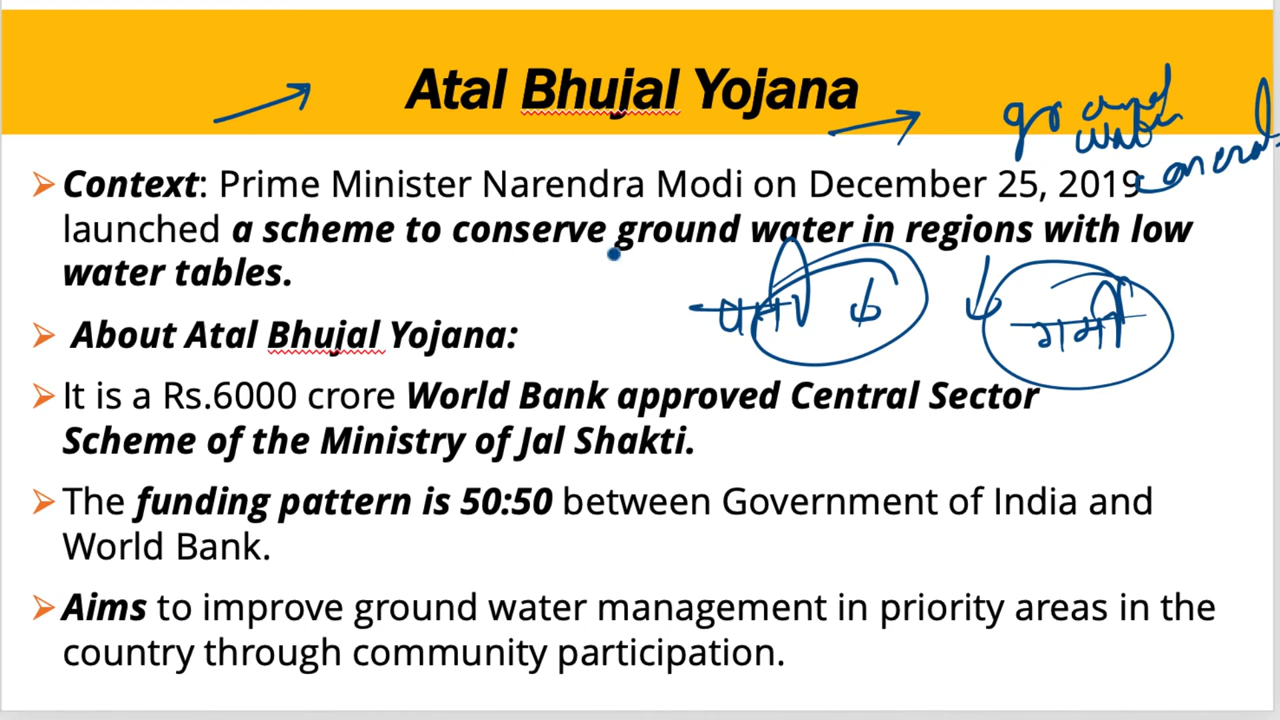 Atal Bhujal Yojana
ground
water
➢ Context: Prime Minister Narendra Modi on December 25, 2019
launched a scheme to conserve ground water in regions with low
water tables.
➢ About Atal Bhujal Yojana:
➢ It is a Rs.6000 crore World Bank approved Central Sector
Scheme of the Ministry of Jal Shakti.
➢ The funding pattern is 50:50 between Government of India and
World Bank.
➢ Aims to improve ground water management in priority areas in the
country through community participation.